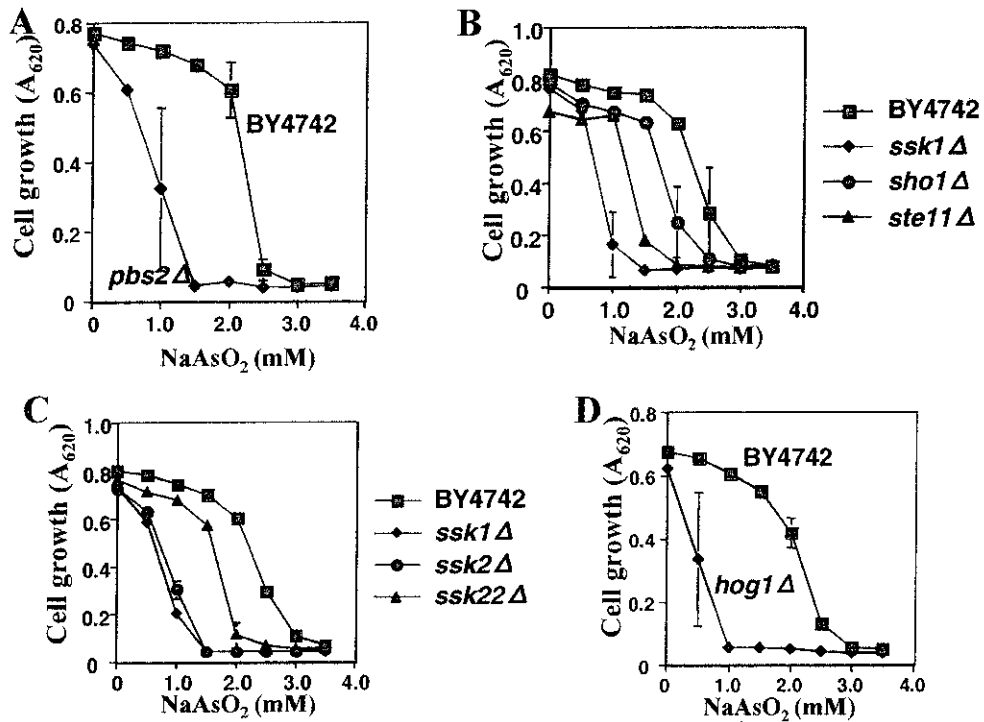 A
Cell growth (A620)
0.8
0.6
0.4
0.2
0
BY4742
pbs2Δ
0 1.0 2.0 3.0 4.0
NaAsO2 (mM)
B
Cell growth (A620)
1.0
0.8
0.6
0.4
0.2
0
0 1.0 2.0 3.0 4.0
NaAsO2 (mM)
BY4742
ssk1Δ
sho1Δ
ste11Δ
C
Cell growth (A620)
1.0
0.8
0.6
0.4
0.2
0
0 1.0 2.0 3.0 4.0
NaAsO2 (mM)
BY4742
ssk1Δ
ssk2Δ
ssk22Δ
D
Cell growth (A620)
0.8
0.6
0.4
0.2
0
BY4742
hog1Δ
0 1.0 2.0 3.0 4.0
NaAsO2 (mM)